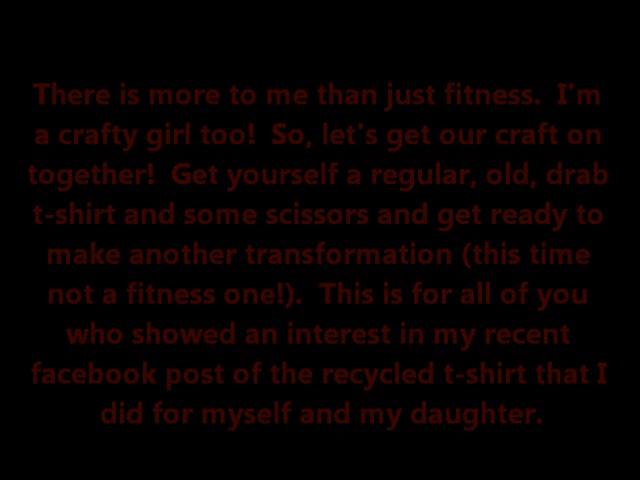 There is more to me than just fitness.  I'm
a crafty girl too!  So, let's get our craft on
together!  Get yourself a regular, old, drab
t-shirt and some scissors and get ready to
make another transformation (this time
not a fitness one!).  This is for all of you
who showed an interest in my recent
facebook post of the recycled t-shirt that I
did for myself and my daughter.